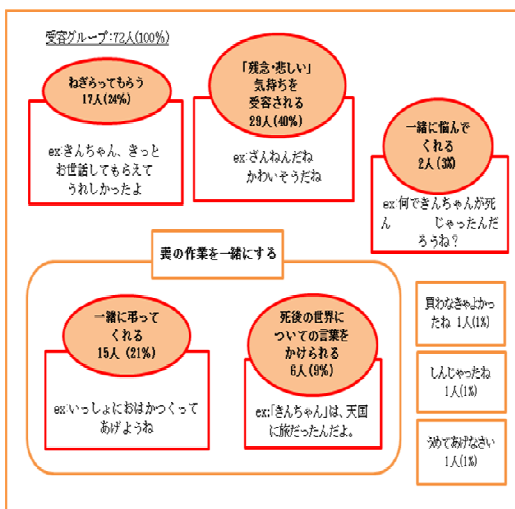 受容グループ:72人(100%)
ねぎらってもらう
17人(24%)
ex:きんちゃん、きっと
お世話してもらえて
うれしかったよ
「残念・悲しい」
気持ちを
受容される
29人(40%)
ex:ざんねんだね
かわいそうだね
一緒に悩んで
くれる
2人(3%)
ex:何できんちゃんが死
ん じゃったんだ
ろうね?
喪の作業を一緒にする
一緒に弔って
くれる
15人 (21%)
ex:いっしょにおはかつくって
あげようね
死後の世界に
ついての言葉を
かけられる
6人(9%)
ex:「きんちゃん」は、天国
に旅だったんだよ。
買わなきゃよかっ
たね 1人(1%)
しんじゃったね
1人(1%)
うめてあげなさい
1人(1%)